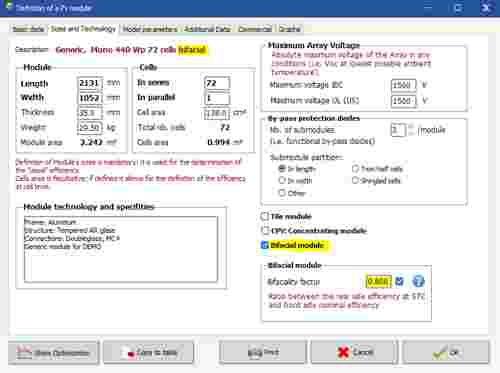 Definition of a PV module
Basic data
Sizes and Technology
Model parameters
Additional Data
Commercial
Graphs
Description: Generic, Mono 440 Wp 72 cells bifacial
Module
Length 2131 mm
Width 1052 mm
Thickness 35.0 mm
Weight 29.50 kg
Module area 2.242 m²
Cells
In series 72
In parallel 1
Cell area 138.0 cm²
Total nb. cells 72
Cells area 0.994 m²
Definition of Module's sizes is mandatory: it is used for the determination
of the "usual" efficiency.
Cells area is facultative; if defined it allows for the definition of the efficiency
at cell level.
Module technology and specifities
Frame: Aluminum
Structure: Tempered AR glass
Connections: Doubleglass, MC4
Generic module for DEMO
Maximum Array Voltage
Absolute maximum voltage of the Array in any
conditions (i.e. Voc at lowest possible ambient
temperature).
Maximum voltage IEC 1500 V
Maximum voltage UL (US) 1500 V
By-pass protection diodes
Nb. of submodules 3 /module
(i.e. functional by-pass diodes)
Submodule partition:
In length
Twin half cells
In width
Shingled cells
Other
Tile module
CPV: Concentrating module
Bifacial module
Bifacial module
Bifaciality factor 0.800 ?
Ratio between the rear side efficiency at STC
and front side nominal efficiency
Show Optimization
Copy to table
Print
Cancel
OK